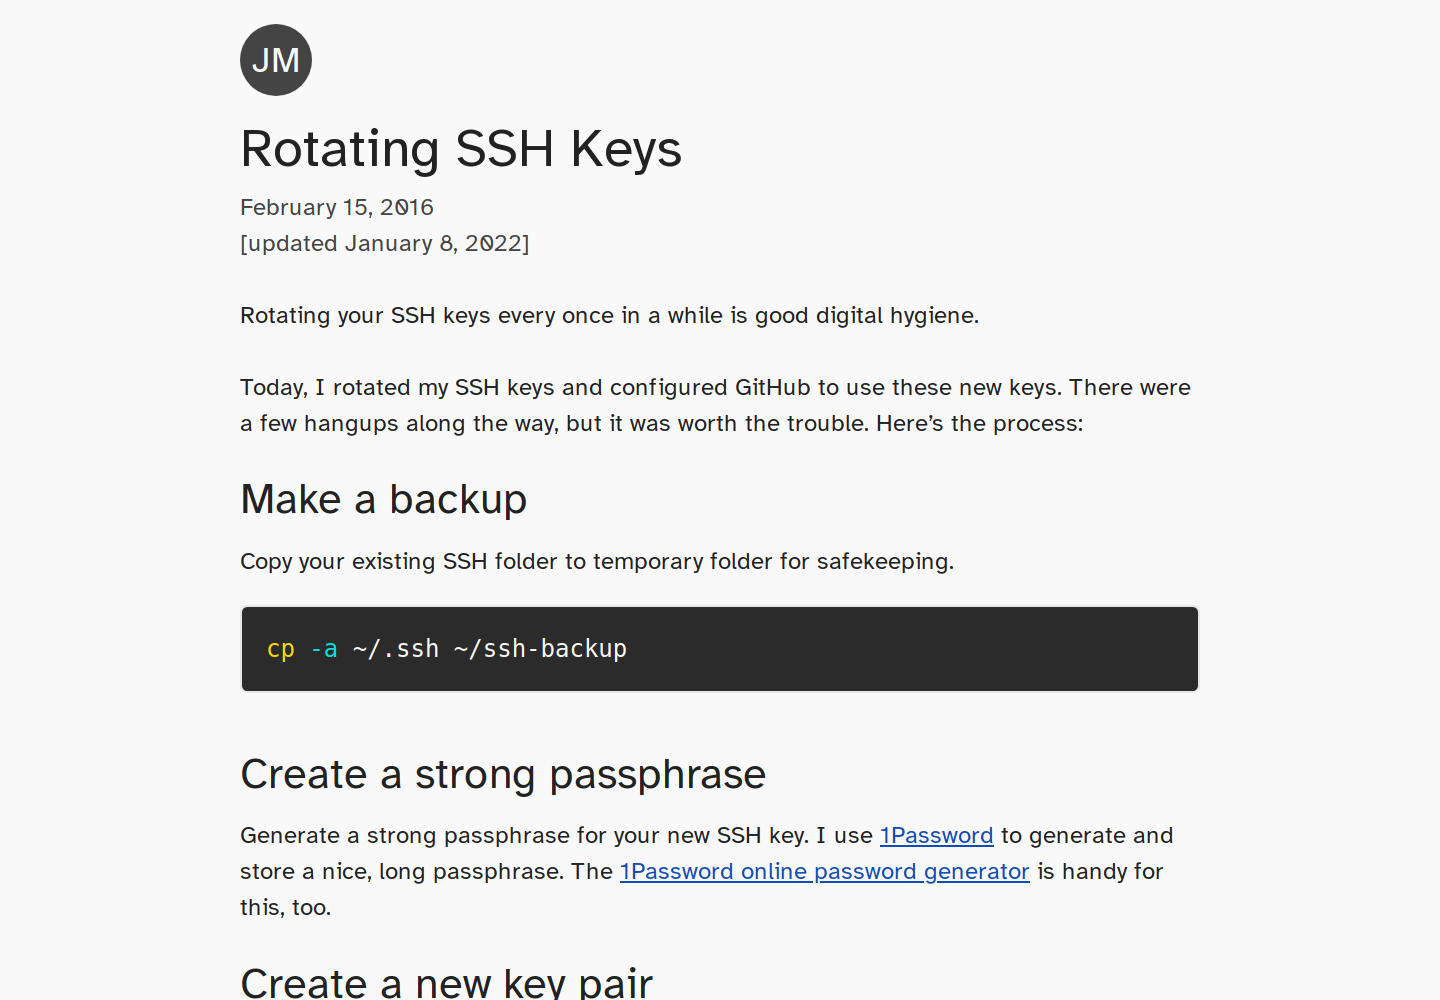 JM
Rotating SSH Keys
February 15, 2016
[updated January 8, 2022]
Rotating your SSH keys every once in a while is good digital hygiene.
Today, I rotated my SSH keys and configured GitHub to use these new keys. There were
a few hangups along the way, but it was worth the trouble. Here’s the process:
Make a backup
Copy your existing SSH folder to temporary folder for safekeeping.
cp -a ~/.ssh ~/ssh-backup
Create a strong passphrase
Generate a strong passphrase for your new SSH key. I use 1Password to generate and
store a nice, long passphrase. The 1Password online password generator is handy for
this, too.
Create a new key pair